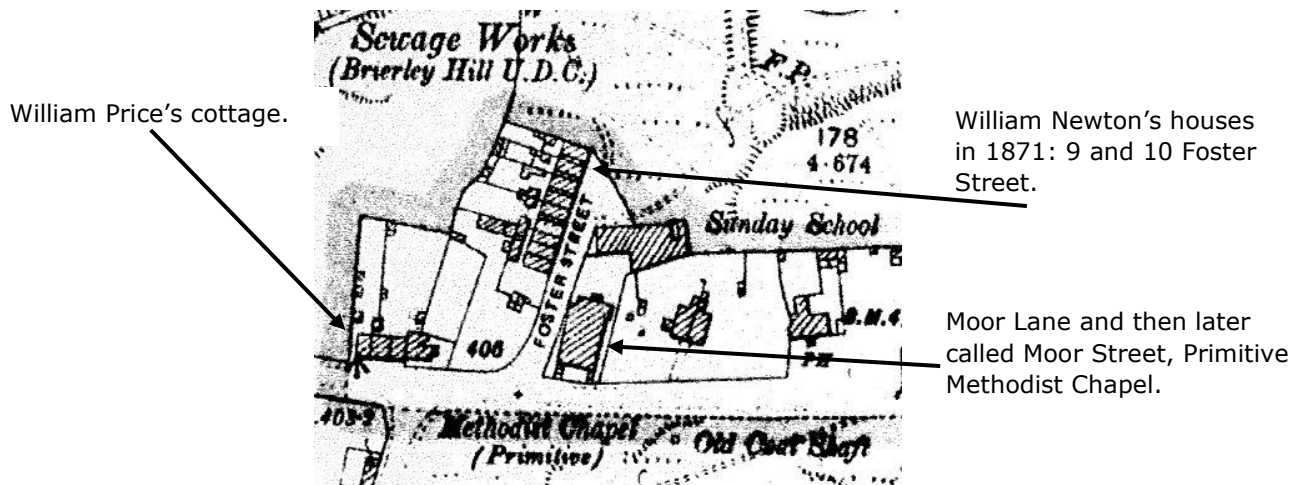 Sewage Works
(Brierley Hill U.D.C.)
F.P.
William Price's cottage.
178
4·674
William Newton's houses
in 1871: 9 and 10 Foster
Street.
Sunday School
FOSTER STREET
B.M.4
406
P.H
Moor Lane and then later
called Moor Street, Primitive
Methodist Chapel.
403·9
Methodist Chapel
(Primitive)
Old Coal Shaft